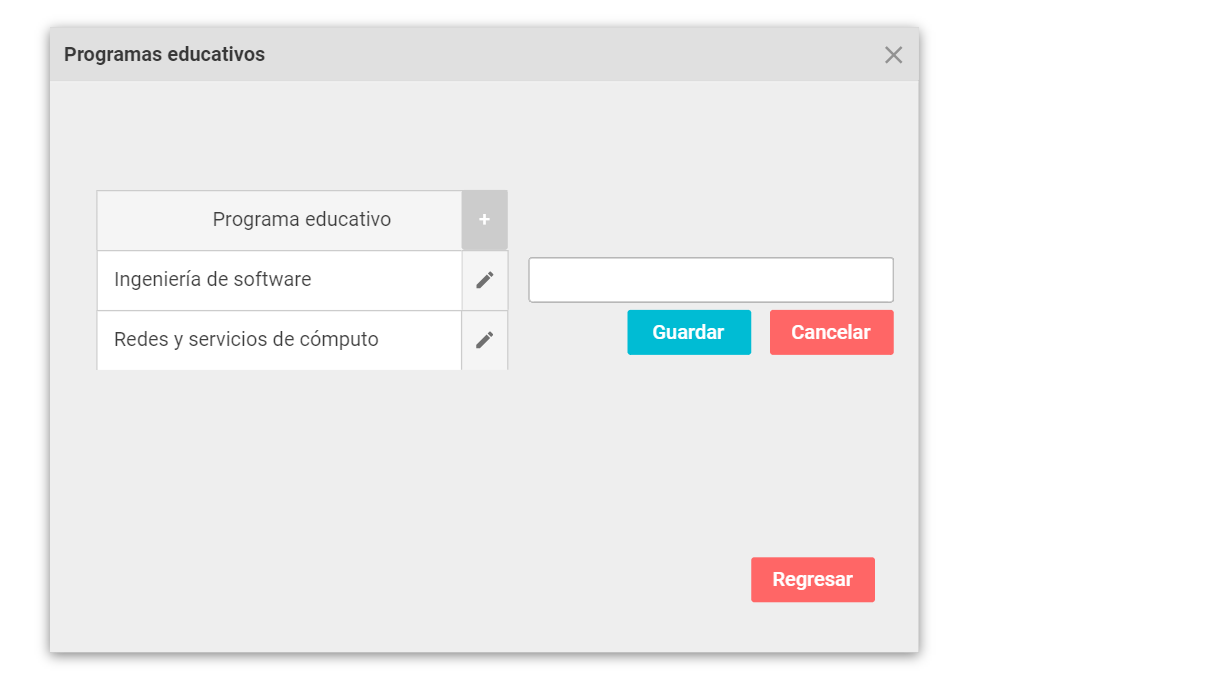 Programas educativos
Programa educativo +
Ingeniería de software
Redes y servicios de cómputo
Guardar Cancelar
Regresar